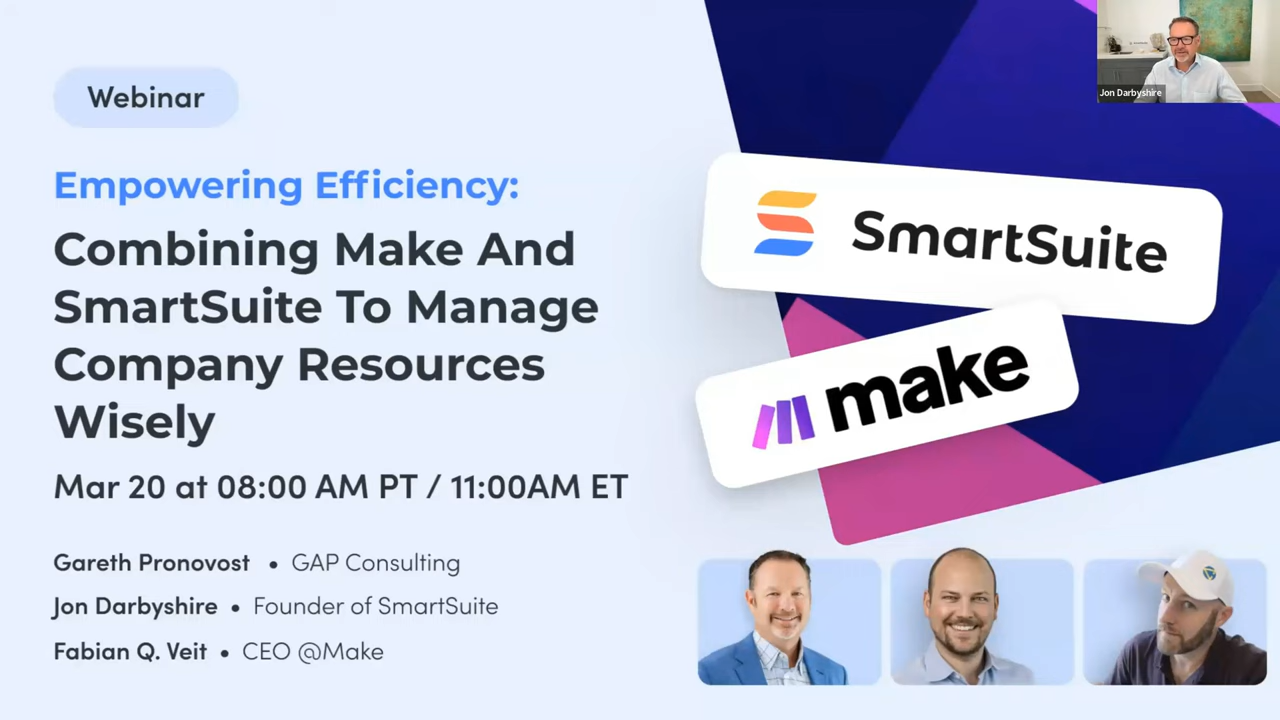 Webinar
Empowering Efficiency:
Combining Make And
SmartSuite To Manage
Company Resources
Wisely
Mar 20 at 08:00 AM PT / 11:00AM ET
Gareth Pronovost • GAP Consulting
Jon Darbyshire • Founder of SmartSuite
Fabian Q. Veit • CEO @Make
Jon Darbyshire
SmartSuite
make